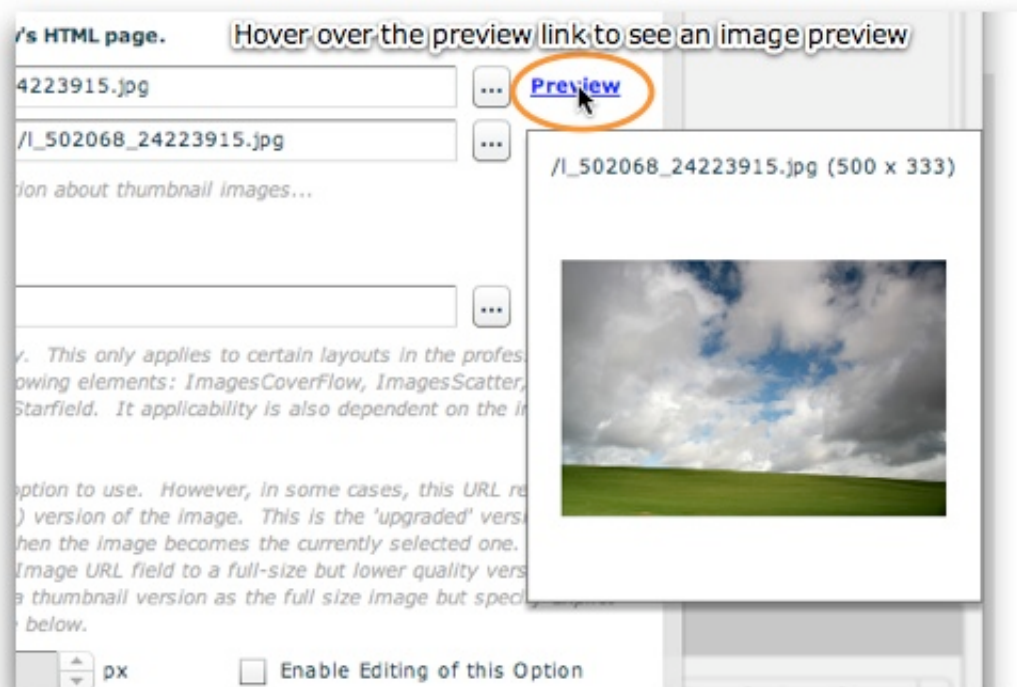 's HTML page.
Hover over the preview link to see an image preview
4223915.jpg
...
Preview
/l_502068_24223915.jpg
...
/l_502068_24223915.jpg (500 x 333)
ion about thumbnail images...
...
This only applies to certain layouts in the profes
owing elements: ImagesCoverFlow, ImagesScatter,
Starfield. It applicability is also dependent on the
option to use. However, in some cases, this URL re
) version of the image. This is the 'upgraded' versi
hen the image becomes the currently selected one.
Image URL field to a full-size but lower quality vers
a thumbnail version as the full size image but
below.
px
Enable Editing of this Option